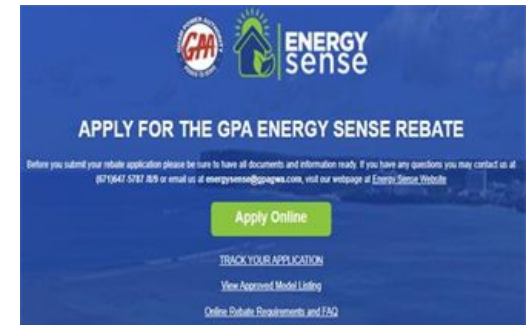 GUAM POWER AUTHORITY
GPA
ENERGY
sense
APPLY FOR THE GPA ENERGY SENSE REBATE
Before you submit your rebate application please be sure to have all documents and information ready. If you have any questions you may contact us at
(671)647-5787 /8/9 or email us at energysense@gpagwa.com, visit our webpage at Energy Sense Website
Apply Online
TRACK YOUR APPLICATION
View Approved Model Listing
Online Rebate Requirements and FAQ